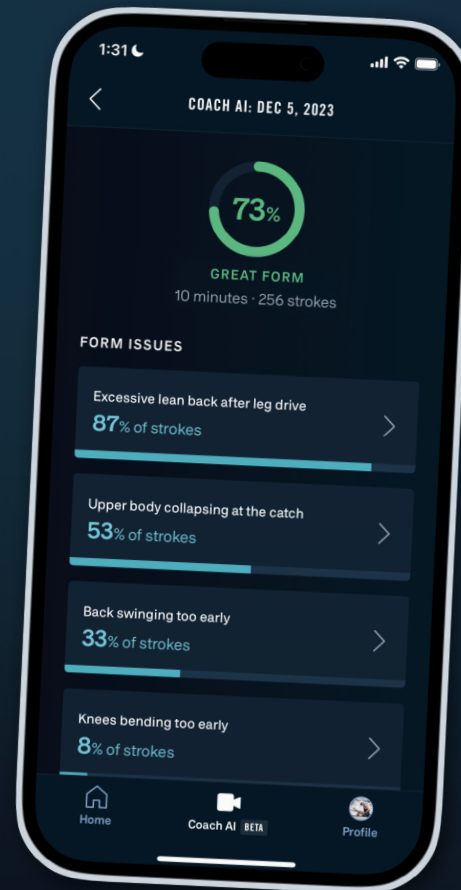 1:31
COACH AI: DEC 5, 2023
73%
GREAT FORM
10 minutes · 256 strokes
FORM ISSUES
Excessive lean back after leg drive
87% of strokes
Upper body collapsing at the catch
53% of strokes
Back swinging too early
33% of strokes
Knees bending too early
8% of strokes
Home
Coach AI BETA
Profile